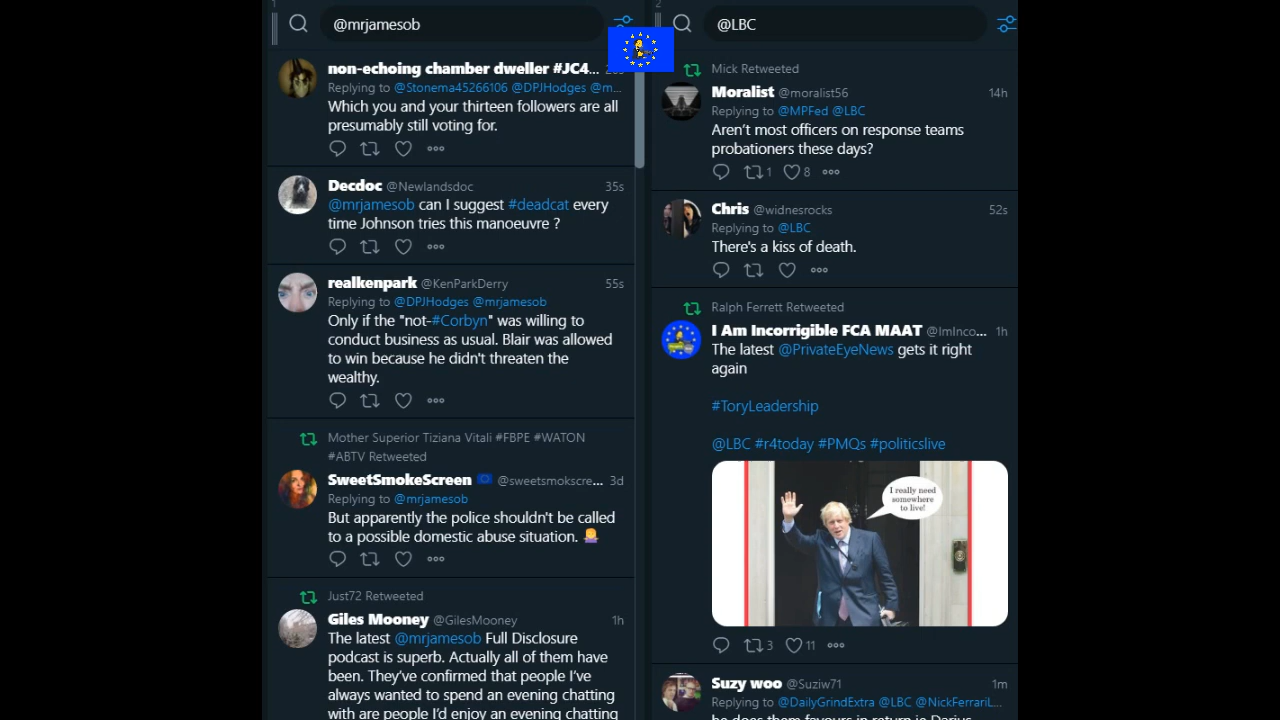 1
@mrjamesob
non-echoing chamber dweller #JC4...
Replying to @Stonema45266106 @DPJHodges @m...
Which you and your thirteen followers are all
presumably still voting for.
Decdoc @Newlandsdoc 35s
@mrjamesob can I suggest #deadcat every
time Johnson tries this manoeuvre ?
realkenpark @KenParkDerry 55s
Replying to @DPJHodges @mrjamesob
Only if the "not-#Corbyn" was willing to
conduct business as usual. Blair was allowed
to win because he didn't threaten the
wealthy.
Mother Superior Tiziana Vitali #FBPE #WATON
#ABTV Retweeted
SweetSmokeScreen @sweetsmokscre... 3d
Replying to @mrjamesob
But apparently the police shouldn't be called
to a possible domestic abuse situation.
Just72 Retweeted
Giles Mooney @GilesMooney 1h
The latest @mrjamesob Full Disclosure
podcast is superb. Actually all of them have
been. They've confirmed that people I've
always wanted to spend an evening chatting
with are people I'd enjoy an evening chatting
2
@LBC
Mick Retweeted
Moralist @moralist56 14h
Replying to @MPFed @LBC
Aren't most officers on response teams
probationers these days?
1 8
Chris @widnesrocks 52s
Replying to @LBC
There's a kiss of death.
Ralph Ferrett Retweeted
I Am Incorrigible FCA MAAT @ImInco... 1h
The latest @PrivateEyeNews gets it right
again
#ToryLeadership
@LBC #r4today #PMQs #politicslive
I really need
somewhere
to live!
3 11
Suzy woo @Suziw71 1m
Replying to @DailyGrindExtra @LBC @NickFerrariL...
he does them favours in return ie Darius